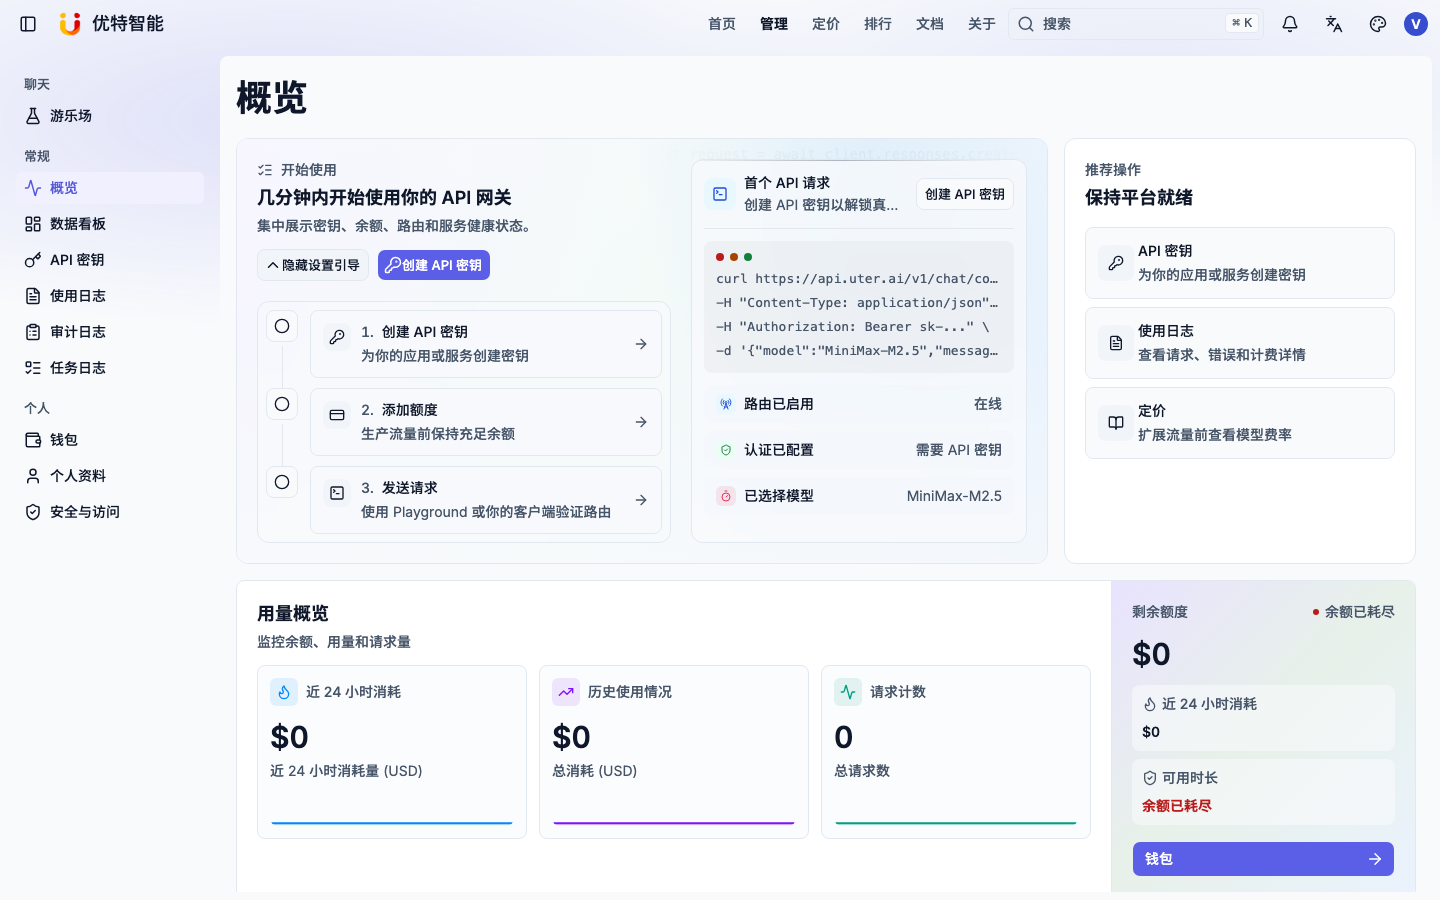 优特智能
首页
管理
定价
排行
文档
关于
搜索
⌘ K
V
聊天
游乐场
常规
概览
数据看板
API 密钥
使用日志
审计日志
任务日志
个人
钱包
个人资料
安全与访问
概览
开始使用
几分钟内开始使用你的 API 网关
集中展示密钥、余额、路由和服务健康状态。
隐藏设置引导
创建 API 密钥
1. 创建 API 密钥
为你的应用或服务创建密钥
2. 添加额度
生产流量前保持充足余额
3. 发送请求
使用 Playground 或你的客户端验证路由
首个 API 请求
创建 API 密钥以解锁真...
创建 API 密钥
curl https://api.uter.ai/v1/chat/co…
-H "Content-Type: application/json"…
-H "Authorization: Bearer sk-..." \
-d '{"model":"MiniMax-M2.5","messag…
路由已启用
在线
认证已配置
需要 API 密钥
已选择模型
MiniMax-M2.5
推荐操作
保持平台就绪
API 密钥
为你的应用或服务创建密钥
使用日志
查看请求、错误和计费详情
定价
扩展流量前查看模型费率
用量概览
监控余额、用量和请求量
近 24 小时消耗
$0
近 24 小时消耗量 (USD)
历史使用情况
$0
总消耗 (USD)
请求计数
0
总请求数
剩余额度
余额已耗尽
$0
近 24 小时消耗
$0
可用时长
余额已耗尽
钱包